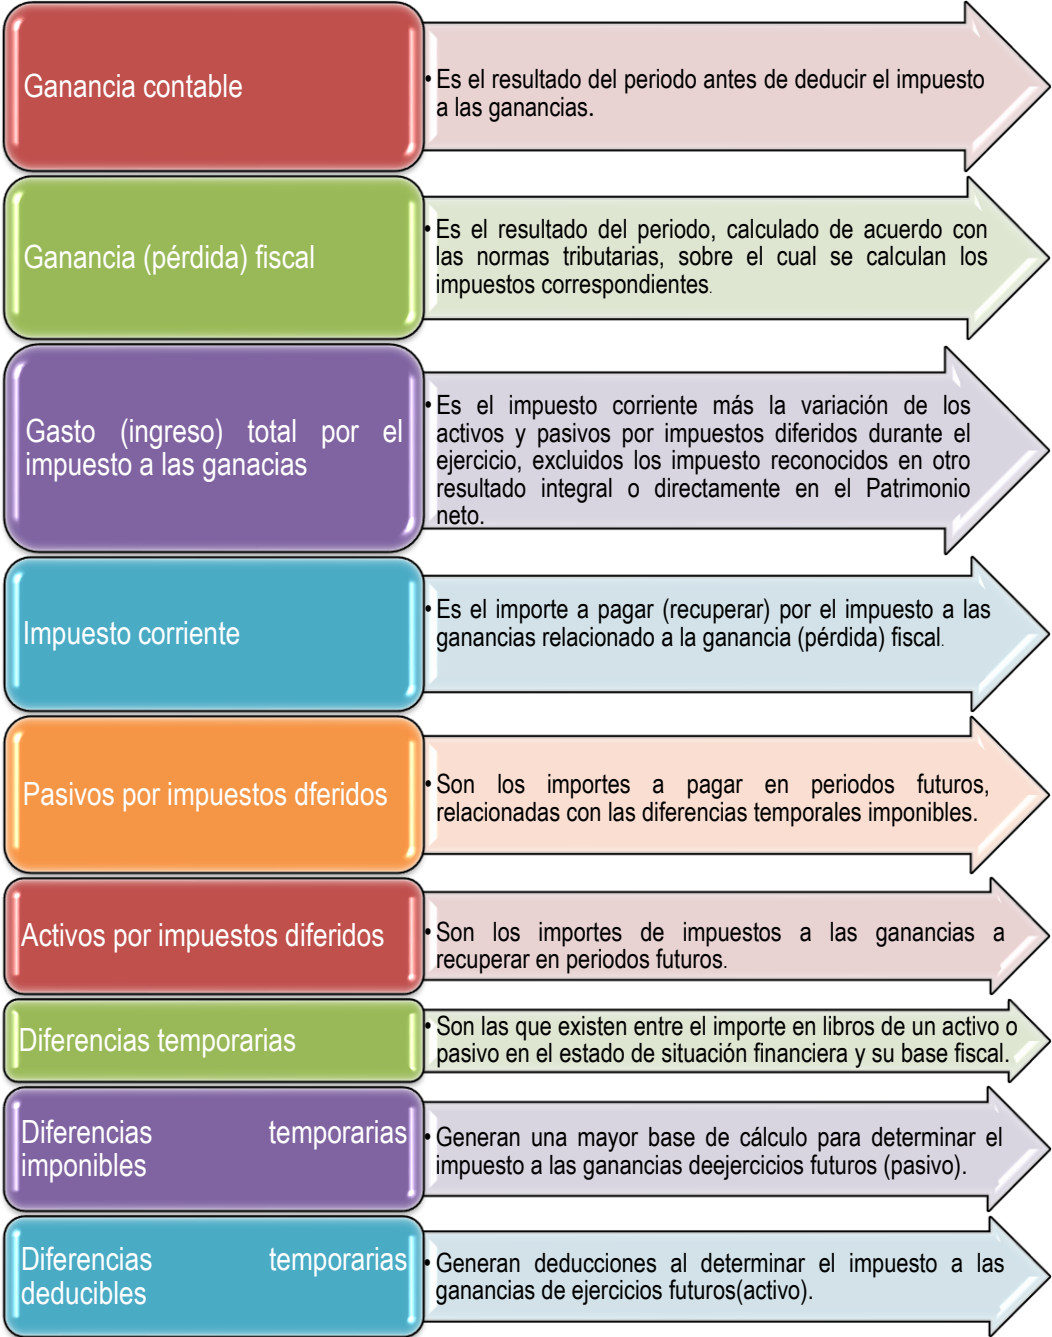 Ganancia contable
• Es el resultado del periodo antes de deducir el impuesto
a las ganancias.
Ganancia (pérdida) fiscal
• Es el resultado del periodo, calculado de acuerdo con
las normas tributarias, sobre el cual se calculan los
impuestos correspondientes.
Gasto (ingreso) total por el
impuesto a las ganacias
• Es el impuesto corriente más la variación de los
activos y pasivos por impuestos diferidos durante el
ejercicio, excluidos los impuesto reconocidos en otro
resultado integral o directamente en el Patrimonio
neto.
Impuesto corriente
• Es el importe a pagar (recuperar) por el impuesto a las
ganancias relacionado a la ganancia (pérdida) fiscal.
Pasivos por impuestos dferidos
• Son los importes a pagar en periodos futuros,
relacionadas con las diferencias temporales imponibles.
Activos por impuestos diferidos
• Son los importes de impuestos a las ganancias a
recuperar en periodos futuros.
Diferencias temporarias
• Son las que existen entre el importe en libros de un activo o
pasivo en el estado de situación financiera y su base fiscal.
Diferencias temporarias
imponibles
• Generan una mayor base de cálculo para determinar el
impuesto a las ganancias deejercicios futuros (pasivo).
Diferencias temporarias
deducibles
• Generan deducciones al determinar el impuesto a las
ganancias de ejercicios futuros(activo).